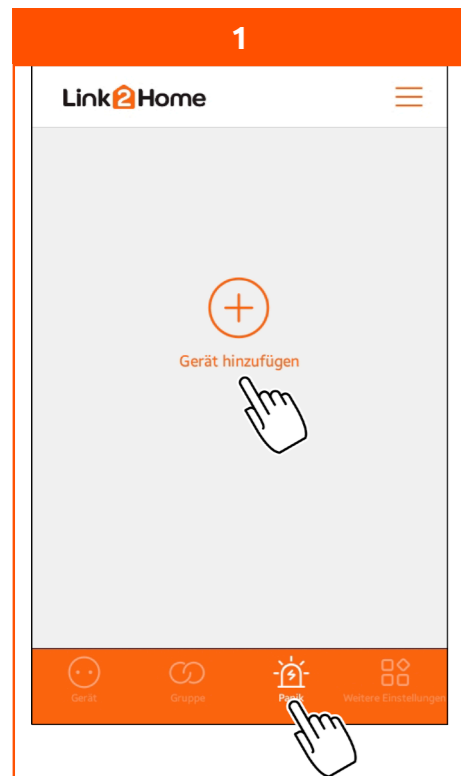 1
Link2Home
Gerät hinzufügen
Gerät
Gruppe
Panik
Weitere Einstellungen